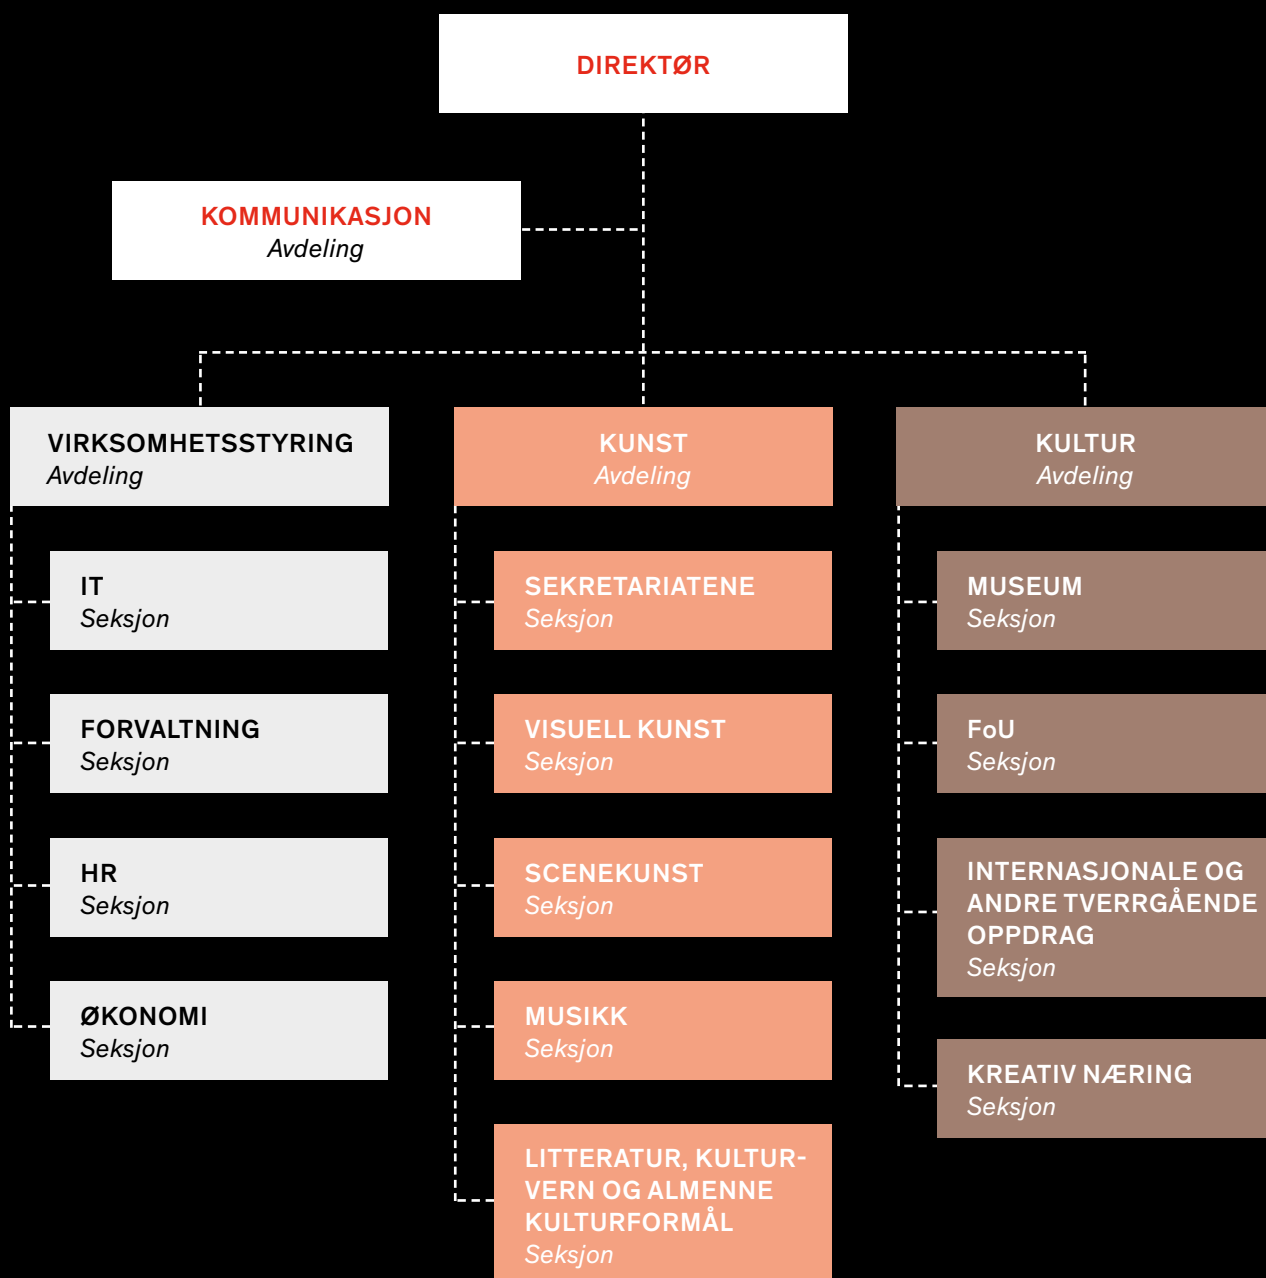 DIREKTØR
KOMMUNIKASJON
Avdeling
VIRKSOMHETSSTYRING
Avdeling
IT
Seksjon
FORVALTNING
Seksjon
HR
Seksjon
ØKONOMI
Seksjon
KUNST
Avdeling
SEKRETARIATENE
Seksjon
VISUELL KUNST
Seksjon
SCENEKUNST
Seksjon
MUSIKK
Seksjon
LITTERATUR, KULTUR-
VERN OG ALMENNE
KULTURFORMÅL
Seksjon
KULTUR
Avdeling
MUSEUM
Seksjon
FoU
Seksjon
INTERNASJONALE OG
ANDRE TVERRGÅENDE
OPPDRAG
Seksjon
KREATIV NÆRING
Seksjon